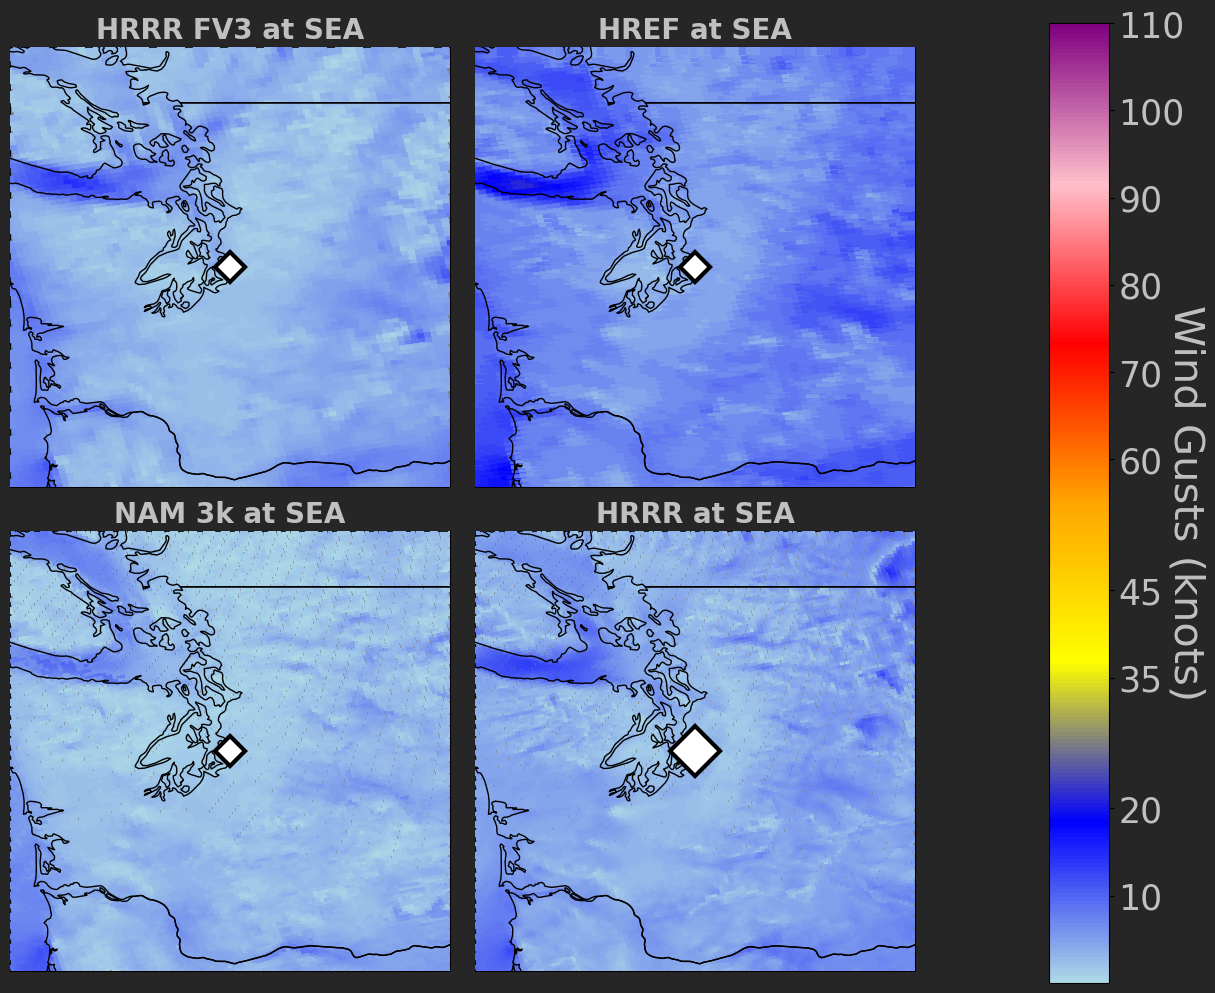 HRRR FV3 at SEA
HREF at SEA
NAM 3k at SEA
HRRR at SEA
110
100
90
80
70
60
45
35
20
10
Wind Gusts (knots)